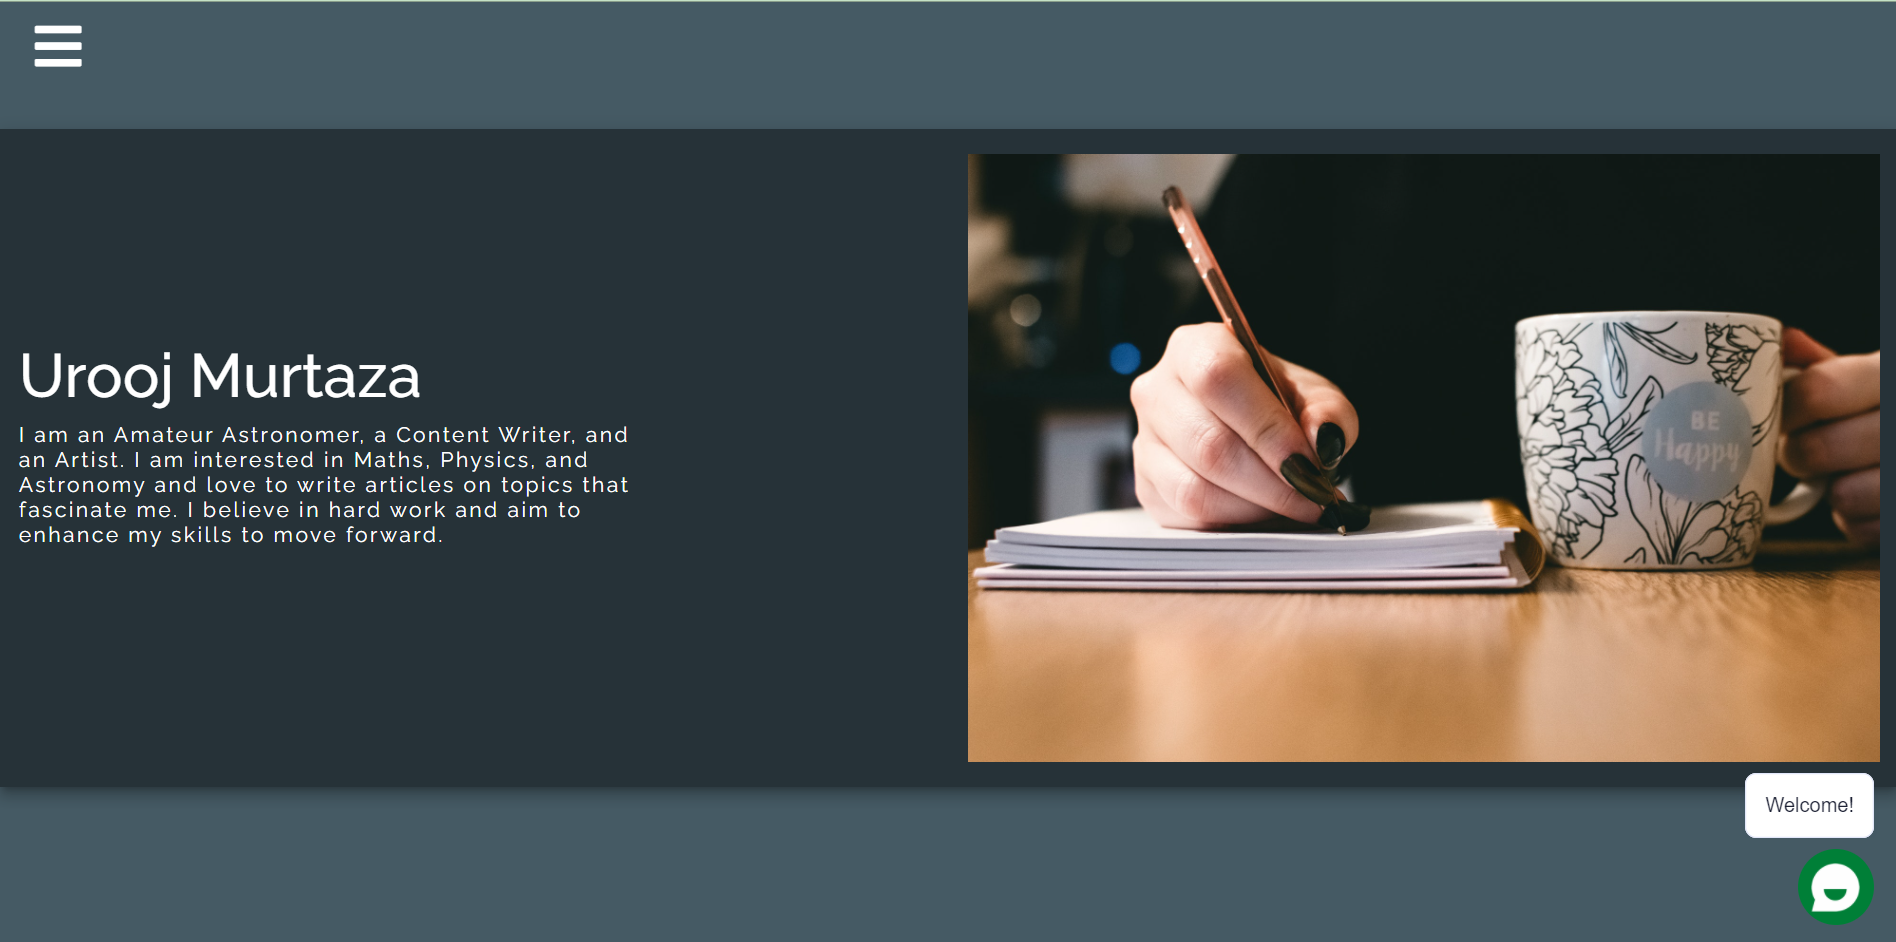 Urooj Murtaza
I am an Amateur Astronomer, a Content Writer, and
an Artist. I am interested in Maths, Physics, and
Astronomy and love to write articles on topics that
fascinate me. I believe in hard work and aim to
enhance my skills to move forward.
BE
Happy
Welcome!